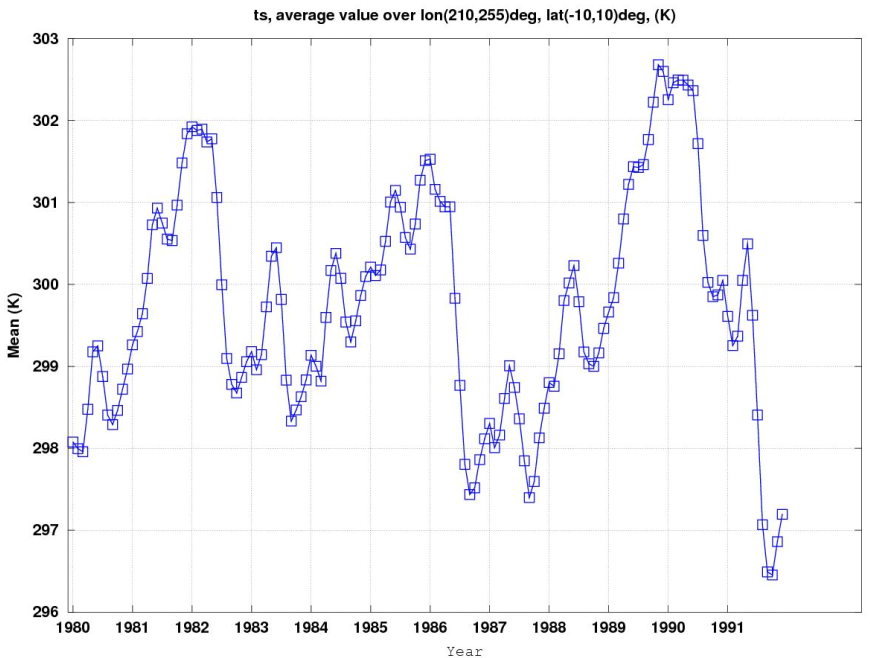 ts, average value over lon(210,255)deg, lat(-10,10)deg, (K)
303
302
301
300
299
298
297
296
Mean (K)
1980 1981 1982 1983 1984 1985 1986 1987 1988 1989 1990 1991
Year